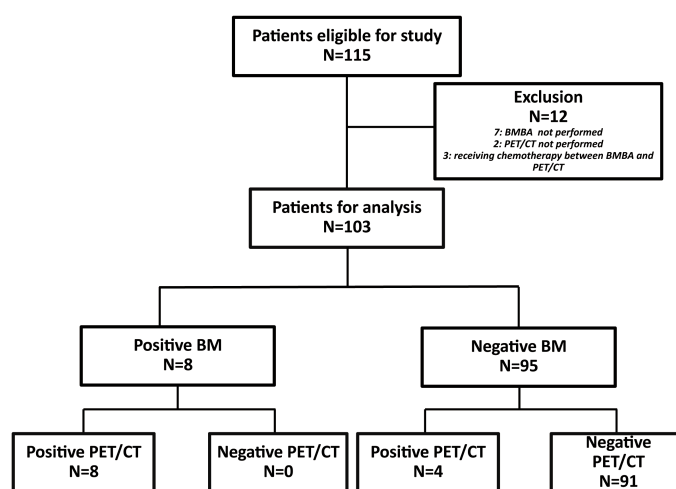 Patients eligible for study
N=115
Exclusion
N=12
7: BMBA not performed
2: PET/CT not performed
3: receiving chemotherapy between BMBA and
PET/CT
Patients for analysis
N=103
Positive BM
N=8
Negative BM
N=95
Positive PET/CT
N=8
Negative PET/CT
N=0
Positive PET/CT
N=4
Negative
PET/CT
N=91